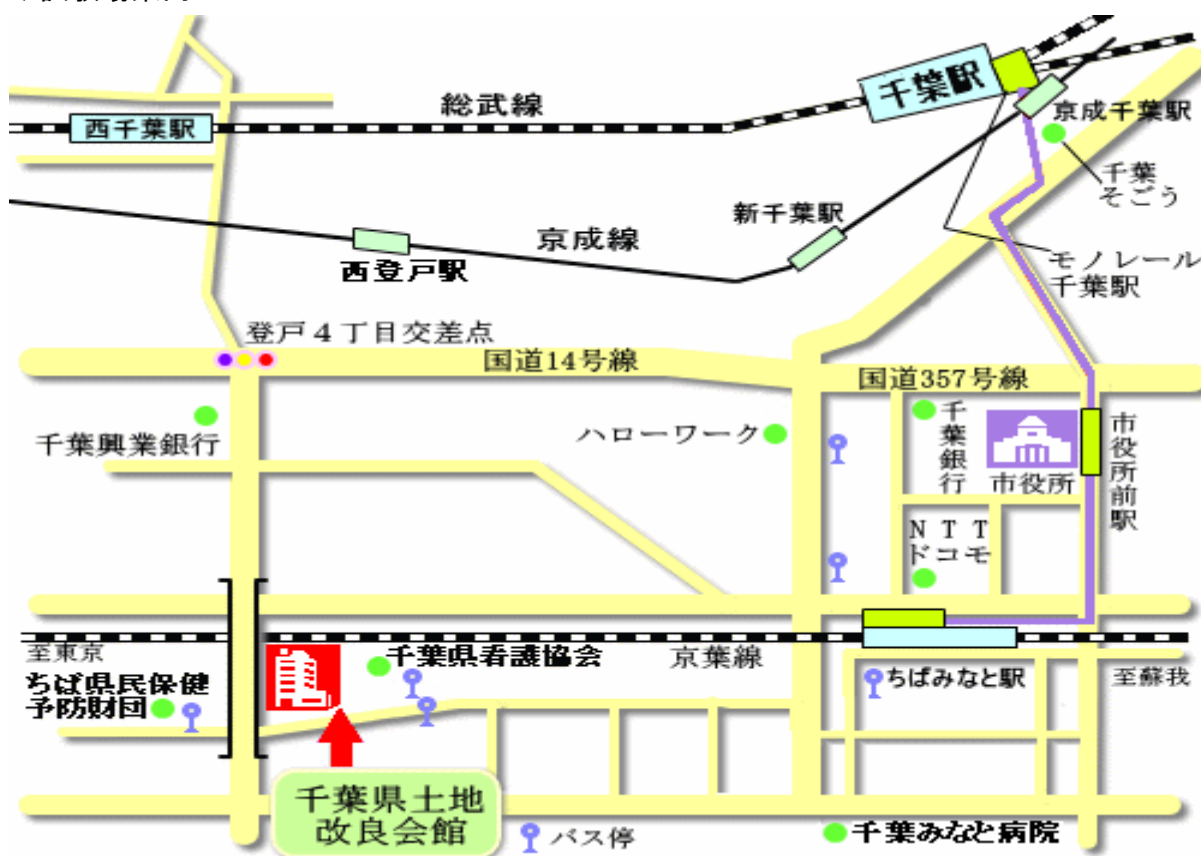 総武線
千葉駅
西千葉駅
京成千葉駅
千葉
そごう
新千葉駅
京成線
西登戸駅
モノレール
千葉駅
登戸4丁目交差点
国道14号線
国道357号線
千葉興業銀行
ハローワーク
千葉銀行
市役所
市役所前駅
NTT
ドコモ
至東京
千葉県看護協会
京葉線
ちばみなと駅
至蘇我
ちば県民保健
予防財団
千葉県土地
改良会館
バス停
千葉みなと病院